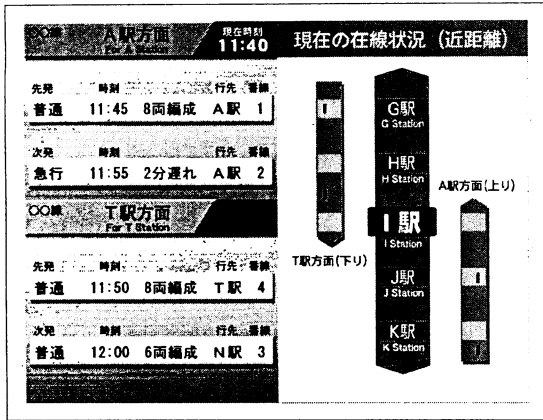 ○○線 A駅方面 現在時刻
For A Station 11:40
先発 時刻 行先 番線
普通 11:45 8両編成 A駅 1
次発 時刻 行先 番線
急行 11:55 2分遅れ A駅 2
○○線 T駅方面
For T Station
先発 時刻 行先 番線
普通 11:50 8両編成 T駅 4
次発 時刻 行先 番線
普通 12:00 6両編成 N駅 3
現在の在線状況(近距離)
G駅
G Station
H駅
H Station
A駅方面(上り)
I駅
I Station
T駅方面(下り)
J駅
J Station
K駅
K Station